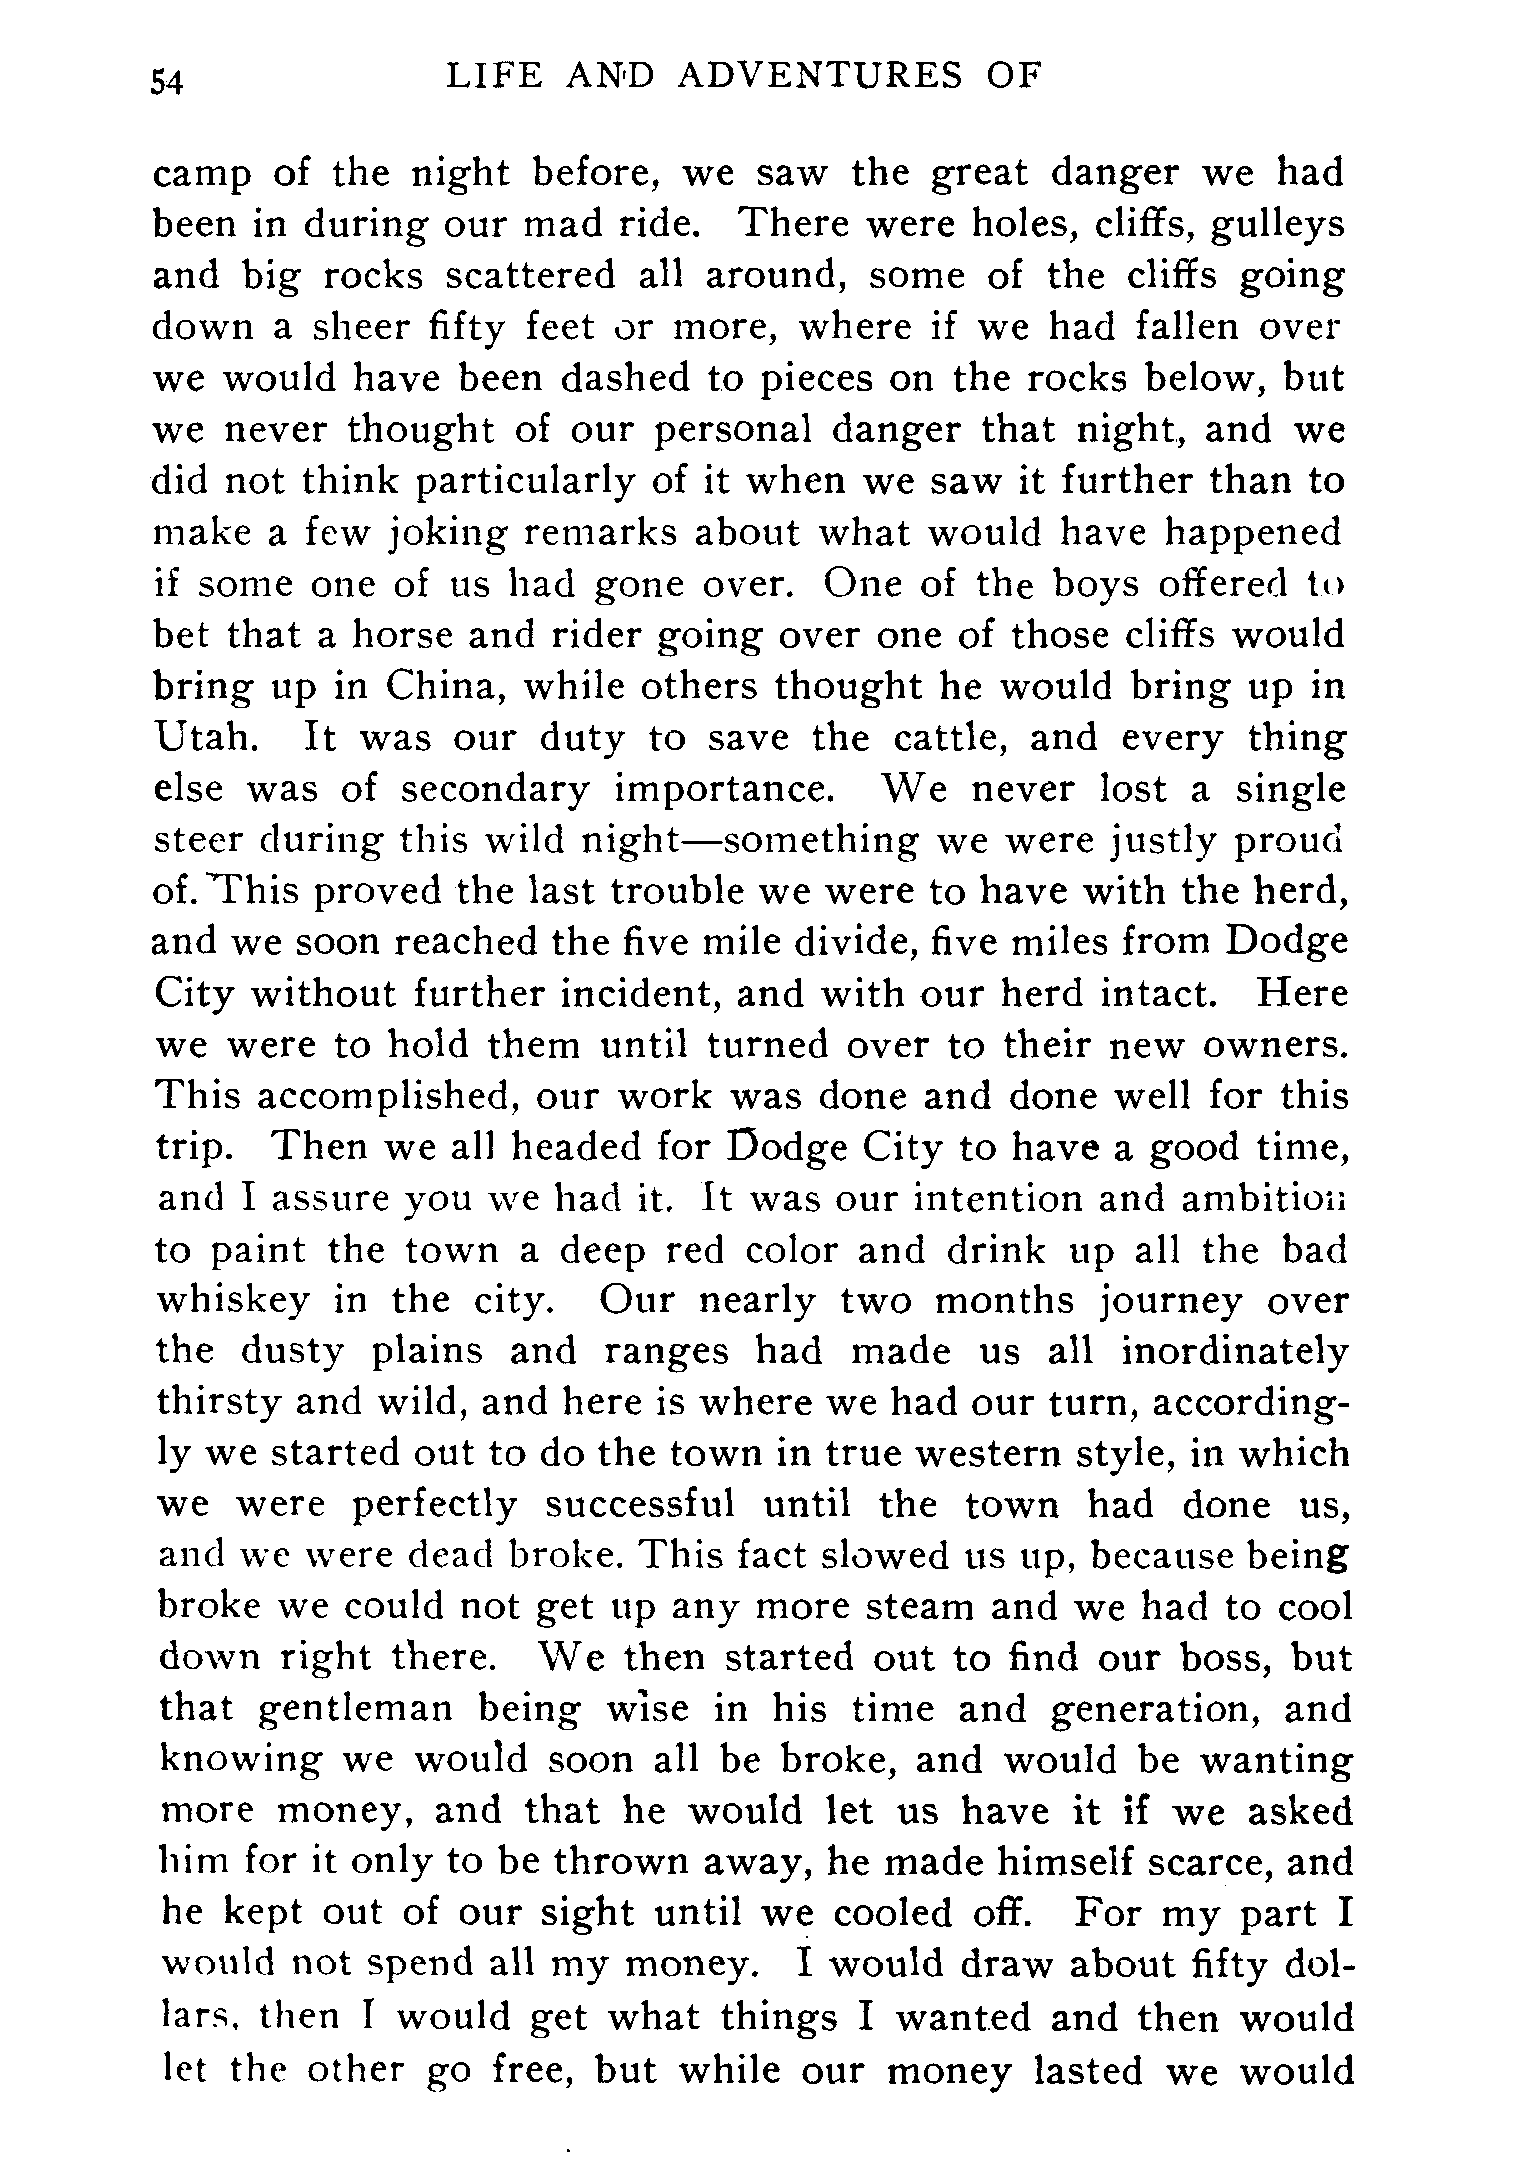 54 LIFE AND ADVENTURES OF
camp of the night before, we saw the great danger we had
been in during our mad ride. There were holes, cliffs, gulleys
and big rocks scattered all around, some of the cliffs going
down a sheer fifty feet or more, where if we had fallen over
we would have been dashed to pieces on the rocks below, but
we never thought of our personal danger that night, and we
did not think particularly of it when we saw it further than to
make a few joking remarks about what would have happened
if some one of us had gone over. One of the boys offered to
bet that a horse and rider going over one of those cliffs would
bring up in China, while others thought he would bring up in
Utah. It was our duty to save the cattle, and every thing
else was of secondary importance. We never lost a single
steer during this wild night—something we were justly proud
of. This proved the last trouble we were to have with the herd,
and we soon reached the five mile divide, five miles from Dodge
City without further incident, and with our herd intact. Here
we were to hold them until turned over to their new owners.
This accomplished, our work was done and done well for this
trip. Then we all headed for Dodge City to have a good time,
and I assure you we had it. It was our intention and ambition
to paint the town a deep red color and drink up all the bad
whiskey in the city. Our nearly two months journey over
the dusty plains and ranges had made us all inordinately
thirsty and wild, and here is where we had our turn, according-
ly we started out to do the town in true western style, in which
we were perfectly successful until the town had done us,
and we were dead broke. This fact slowed us up, because being
broke we could not get up any more steam and we had to cool
down right there. We then started out to find our boss, but
that gentleman being wise in his time and generation, and
knowing we would soon all be broke, and would be wanting
more money, and that he would let us have it if we asked
him for it only to be thrown away, he made himself scarce, and
he kept out of our sight until we cooled off. For my part I
would not spend all my money. I would draw about fifty dol-
lars, then I would get what things I wanted and then would
let the other go free, but while our money lasted we would